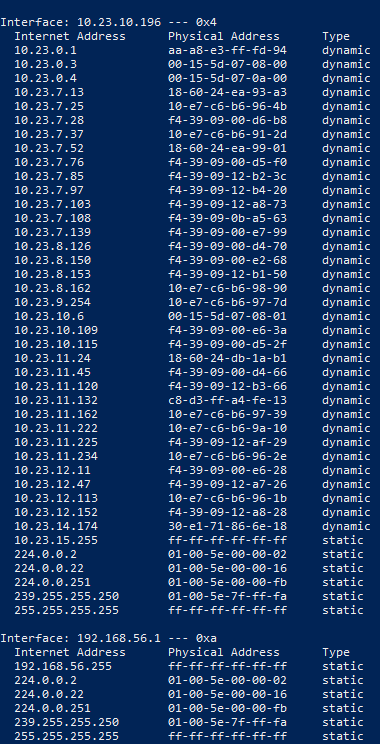 Interface: 10.23.10.196 --- 0x4
  Internet Address      Physical Address      Type
  10.23.0.1             aa-a8-e3-ff-fd-94     dynamic
  10.23.0.3             00-15-5d-07-08-00     dynamic
  10.23.0.4             00-15-5d-07-0a-00     dynamic
  10.23.7.13            18-60-24-ea-93-a3     dynamic
  10.23.7.25            10-e7-c6-b6-96-4b     dynamic
  10.23.7.28            f4-39-09-00-d6-b8     dynamic
  10.23.7.37            10-e7-c6-b6-91-2d     dynamic
  10.23.7.52            18-60-24-ea-99-01     dynamic
  10.23.7.76            f4-39-09-00-d5-f0     dynamic
  10.23.7.85            f4-39-09-12-b2-3c     dynamic
  10.23.7.97            f4-39-09-12-b4-20     dynamic
  10.23.7.103           f4-39-09-12-a8-73     dynamic
  10.23.7.108           f4-39-09-0b-a5-63     dynamic
  10.23.7.139           f4-39-09-00-e7-99     dynamic
  10.23.8.126           f4-39-09-00-d4-70     dynamic
  10.23.8.150           f4-39-09-00-e2-68     dynamic
  10.23.8.153           f4-39-09-12-b1-50     dynamic
  10.23.8.162           10-e7-c6-b6-98-90     dynamic
  10.23.9.254           10-e7-c6-b6-97-7d     dynamic
  10.23.10.6            00-15-5d-07-08-01     dynamic
  10.23.10.109          f4-39-09-00-e6-3a     dynamic
  10.23.10.115          f4-39-09-00-d5-2f     dynamic
  10.23.11.24           18-60-24-db-1a-b1     dynamic
  10.23.11.45           f4-39-09-00-d4-66     dynamic
  10.23.11.120          f4-39-09-12-b3-66     dynamic
  10.23.11.132          c8-d3-ff-a4-fe-13     dynamic
  10.23.11.162          10-e7-c6-b6-97-39     dynamic
  10.23.11.222          10-e7-c6-b6-9a-10     dynamic
  10.23.11.225          f4-39-09-12-af-29     dynamic
  10.23.11.234          10-e7-c6-b6-96-2e     dynamic
  10.23.12.11           f4-39-09-00-e6-28     dynamic
  10.23.12.47           f4-39-09-12-a7-26     dynamic
  10.23.12.113          10-e7-c6-b6-96-1b     dynamic
  10.23.12.152          f4-39-09-12-a8-28     dynamic
  10.23.14.174          30-e1-71-86-6e-18     dynamic
  10.23.15.255          ff-ff-ff-ff-ff-ff     static
  224.0.0.2             01-00-5e-00-00-02     static
  224.0.0.22            01-00-5e-00-00-16     static
  224.0.0.251           01-00-5e-00-00-fb     static
  239.255.255.250       01-00-5e-7f-ff-fa     static
  255.255.255.255       ff-ff-ff-ff-ff-ff     static

Interface: 192.168.56.1 --- 0xa
  Internet Address      Physical Address      Type
  192.168.56.255        ff-ff-ff-ff-ff-ff     static
  224.0.0.2             01-00-5e-00-00-02     static
  224.0.0.22            01-00-5e-00-00-16     static
  224.0.0.251           01-00-5e-00-00-fb     static
  239.255.255.250       01-00-5e-7f-ff-fa     static
  255.255.255.255       ff-ff-ff-ff-ff-ff     static